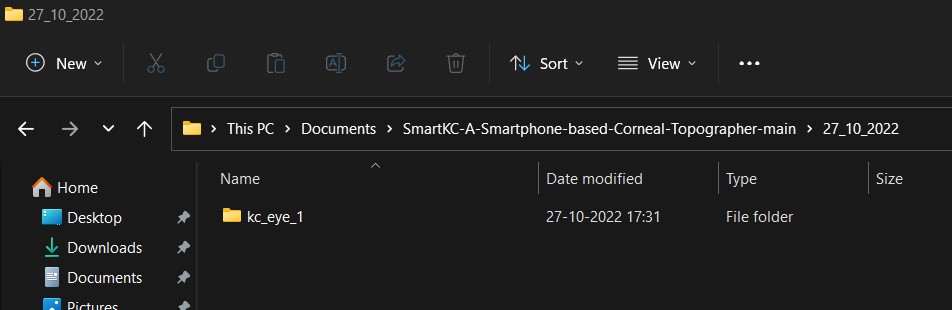 27_10_2022
New Sort View
This PC Documents SmartKC-A-Smartphone-based-Corneal-Topographer-main 27_10_2022
Home
Desktop
Downloads
Documents
Pictures
Name Date modified Type Size
kc_eye_1 27-10-2022 17:31 File folder